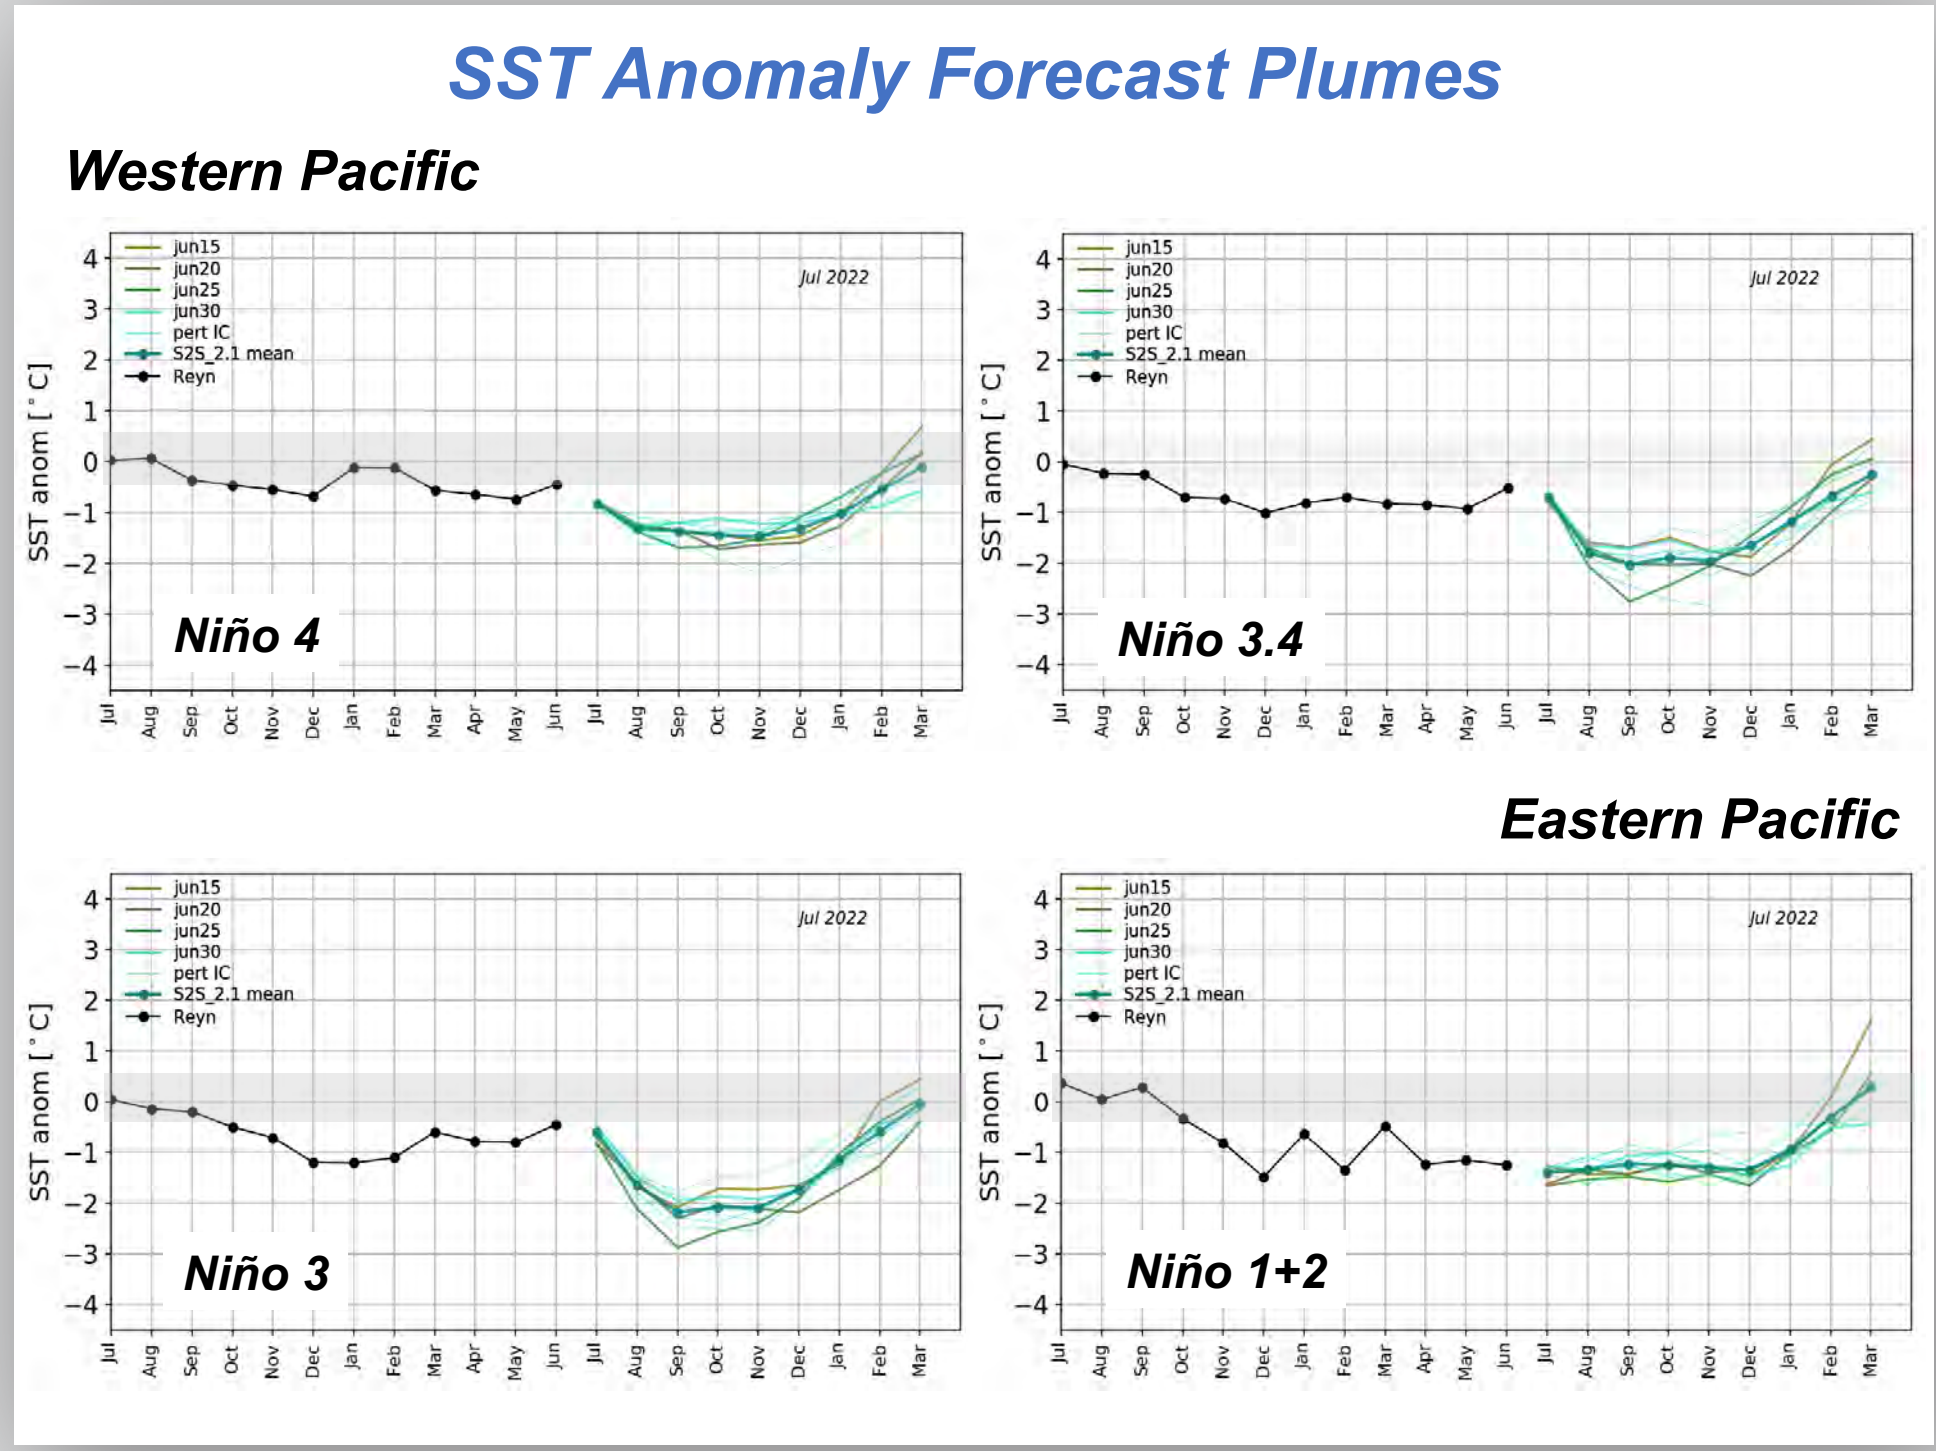 SST Anomaly Forecast Plumes
Western Pacific
jun15
jun20
jun25
jun30
pert IC
S2S_2.1 mean
Reyn
Jul 2022
SST anom [°C]
4
3
2
1
0
−1
−2
−3
−4
Niño 4
Jul Aug Sep Oct Nov Dec Jan Feb Mar Apr May Jun Jul Aug Sep Oct Nov Dec Jan Feb Mar
jun15
jun20
jun25
jun30
pert IC
S2S_2.1 mean
Reyn
Jul 2022
SST anom [°C]
4
3
2
1
0
−1
−2
−3
−4
Niño 3.4
Jul Aug Sep Oct Nov Dec Jan Feb Mar Apr May Jun Jul Aug Sep Oct Nov Dec Jan Feb Mar
Eastern Pacific
jun15
jun20
jun25
jun30
pert IC
S2S_2.1 mean
Reyn
Jul 2022
SST anom [°C]
4
3
2
1
0
−1
−2
−3
−4
Niño 3
Jul Aug Sep Oct Nov Dec Jan Feb Mar Apr May Jun Jul Aug Sep Oct Nov Dec Jan Feb Mar
jun15
jun20
jun25
jun30
pert IC
S2S_2.1 mean
Reyn
Jul 2022
SST anom [°C]
4
3
2
1
0
−1
−2
−3
−4
Niño 1+2
Jul Aug Sep Oct Nov Dec Jan Feb Mar Apr May Jun Jul Aug Sep Oct Nov Dec Jan Feb Mar